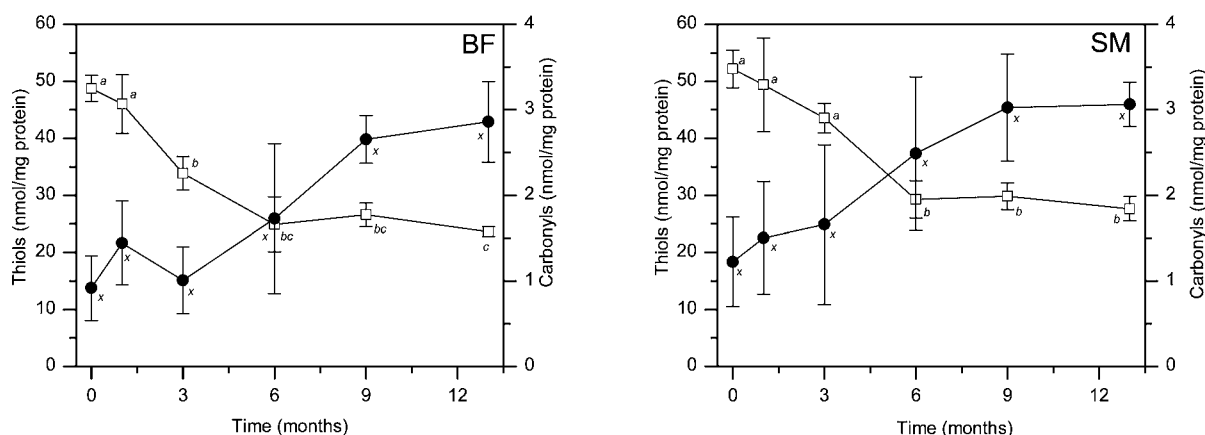 BF
60
50
40
30
20
10
0
4
3
2
1
0
a
a
b
bc
bc
c
x
x
x
x
x
x
0 3 6 9 12
Thiols (nmol/mg protein)
Carbonyls (nmol/mg protein)
Time (months)
SM
60
50
40
30
20
10
0
4
3
2
1
0
a
a
a
b
b
b
x
x
x
x
x
x
0 3 6 9 12
Thiols (nmol/mg protein)
Carbonyls (nmol/mg protein)
Time (months)